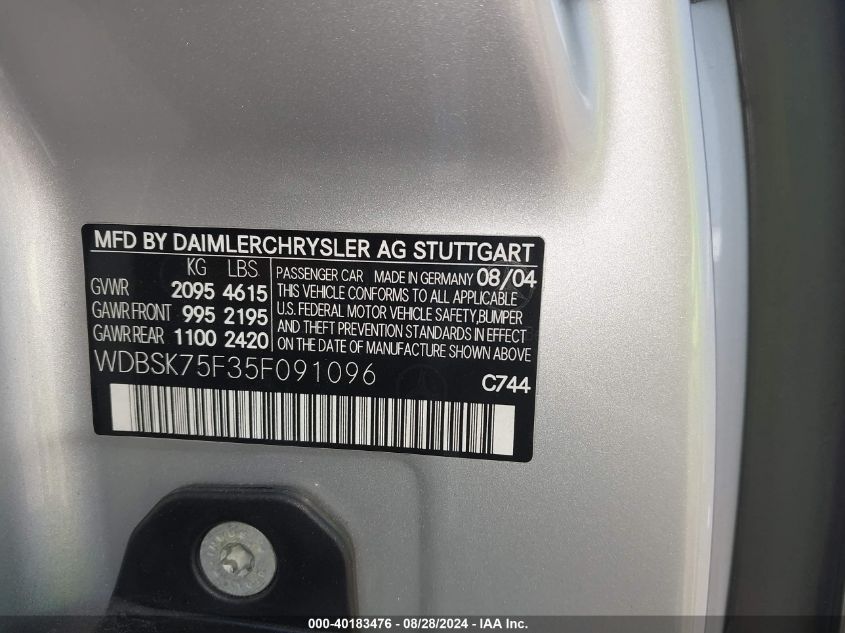 MFD BY DAIMLERCHRYSLER AG STUTTGART
KG LBS
GVWR 2095 4615
GAWR FRONT 995 2195
GAWR REAR 1100 2420
PASSENGER CAR MADE IN GERMANY 08/04
THIS VEHICLE CONFORMS TO ALL APPLICABLE
U.S. FEDERAL MOTOR VEHICLE SAFETY, BUMPER
AND THEFT PREVENTION STANDARDS IN EFFECT
ON THE DATE OF MANUFACTURE SHOWN ABOVE
WDBSK75F35F091096
C744
000-40183476 - 08/28/2024 - IAA Inc.